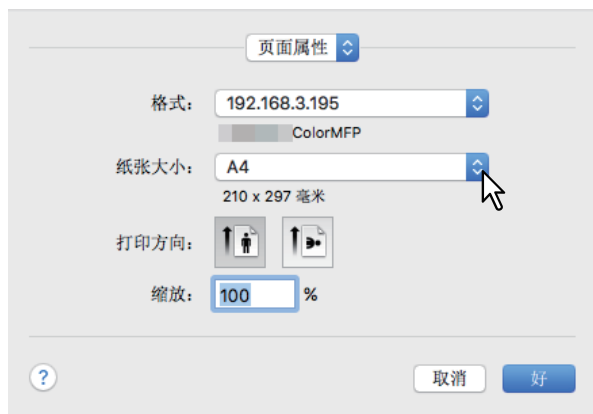 页面属性
格式： 192.168.3.195
ColorMFP
纸张大小： A4
210 x 297 毫米
打印方向：
缩放： 100 %
? 取消 好